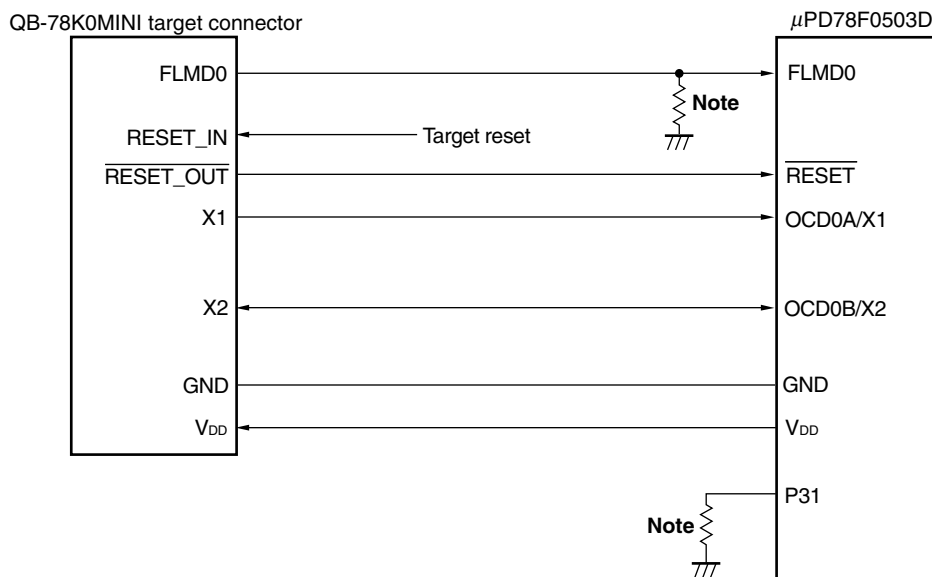 QB-78K0MINI target connector
μPD78F0503D
FLMD0
FLMD0
Note
RESET_IN
Target reset
RESET_OUT
RESET
X1
OCD0A/X1
X2
OCD0B/X2
GND
GND
VDD
VDD
P31
Note